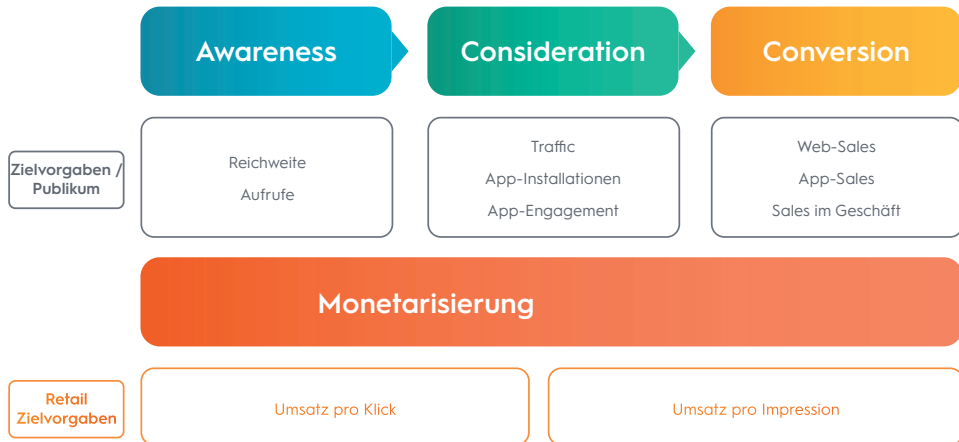 Awareness
Consideration
Conversion
Zielvorgaben /
Publikum
Reichweite
Aufrufe
Traffic
App-Installationen
App-Engagement
Web-Sales
App-Sales
Sales im Geschäft
Monetarisierung
Retail
Zielvorgaben
Umsatz pro Klick
Umsatz pro Impression